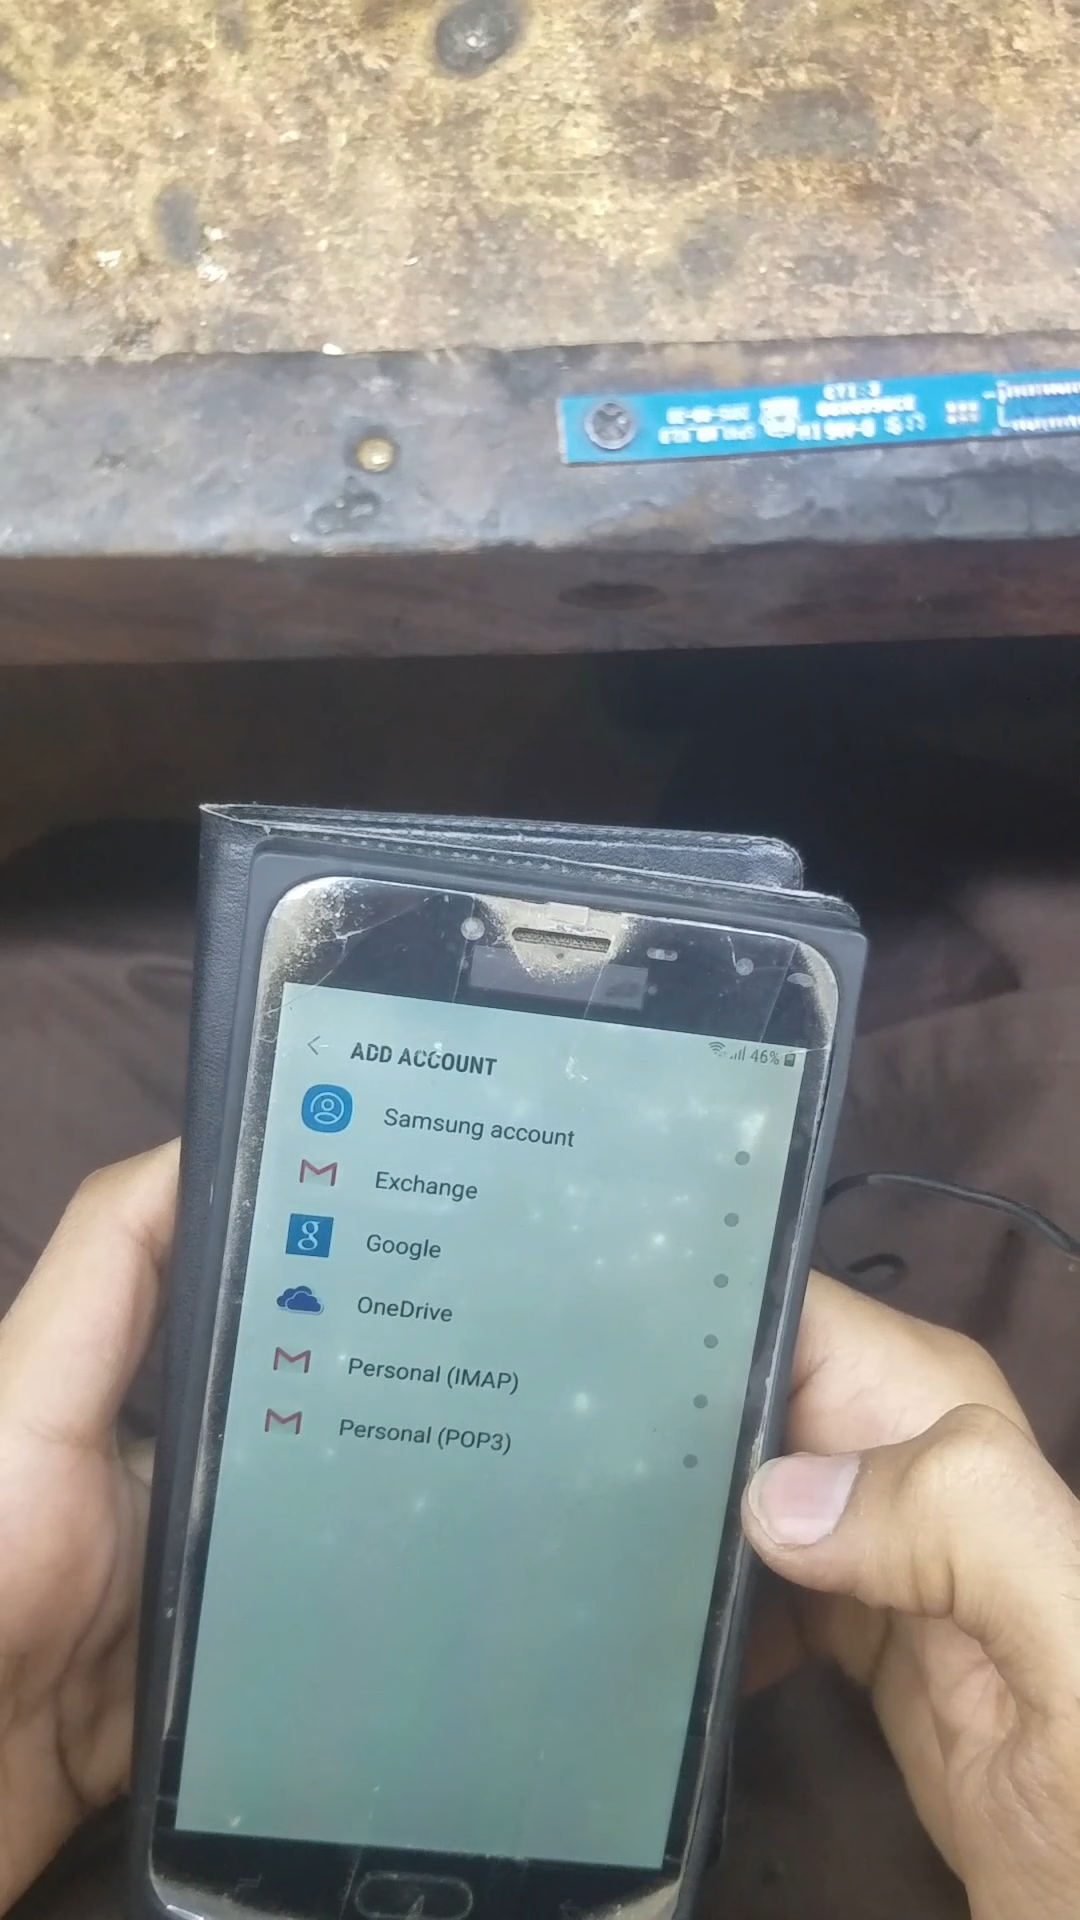 46%
ADD ACCOUNT
Samsung account
Exchange
Google
OneDrive
Personal (IMAP)
Personal (POP3)